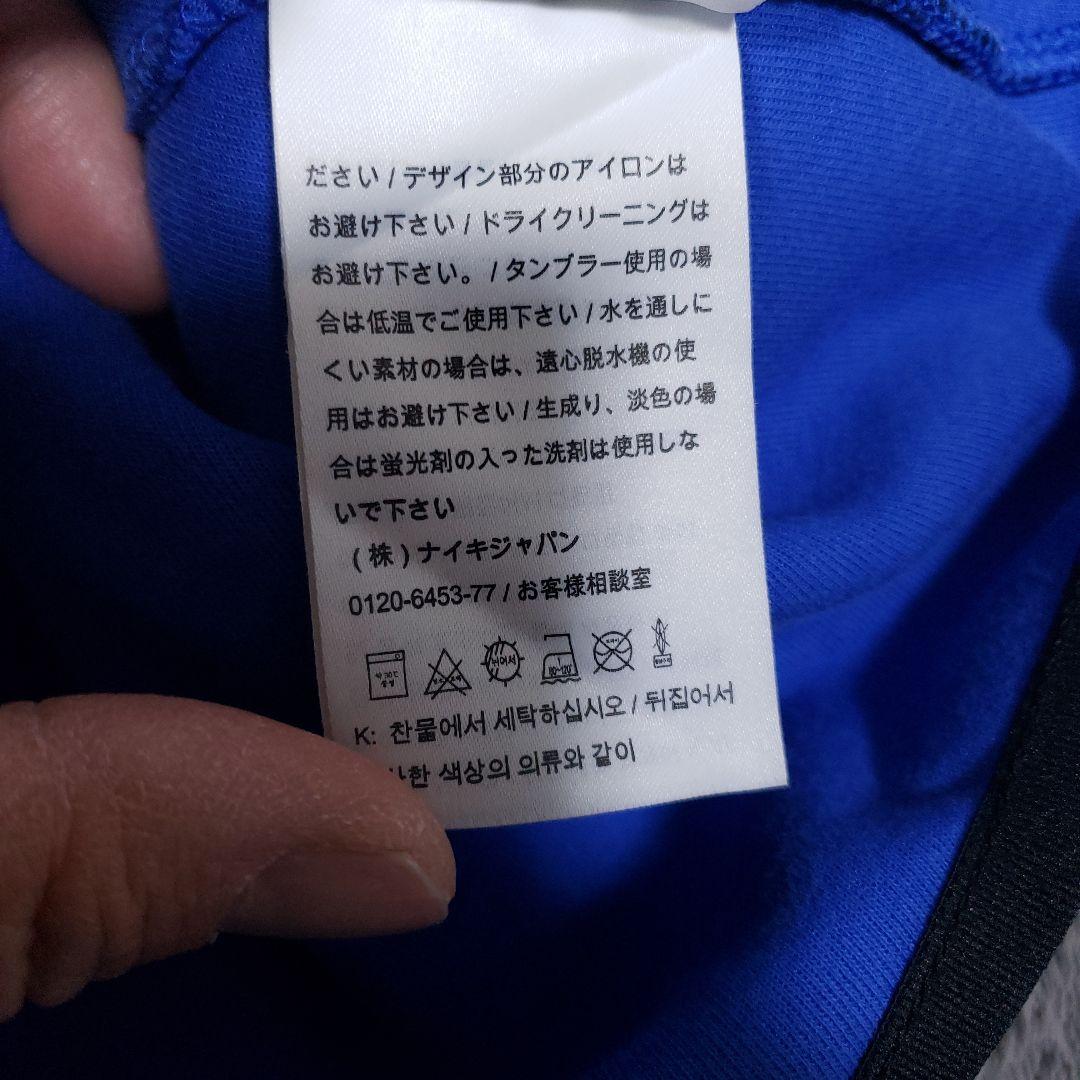 ださい / デザイン部分のアイロンは
お避け下さい / ドライクリーニングは
お避け下さい。 / タンブラー使用の場
合は低温でご使用下さい / 水を通しに
くい素材の場合は、遠心脱水機の使
用はお避け下さい / 生成り、淡色の場
合は蛍光剤の入った洗剤は使用しな
いで下さい
( 株 ) ナイキジャパン
0120-6453-77 / お客様相談室
80~120
K: 찬물에서 세탁하십시오 / 뒤집어서
한 색상의 의류와 같이